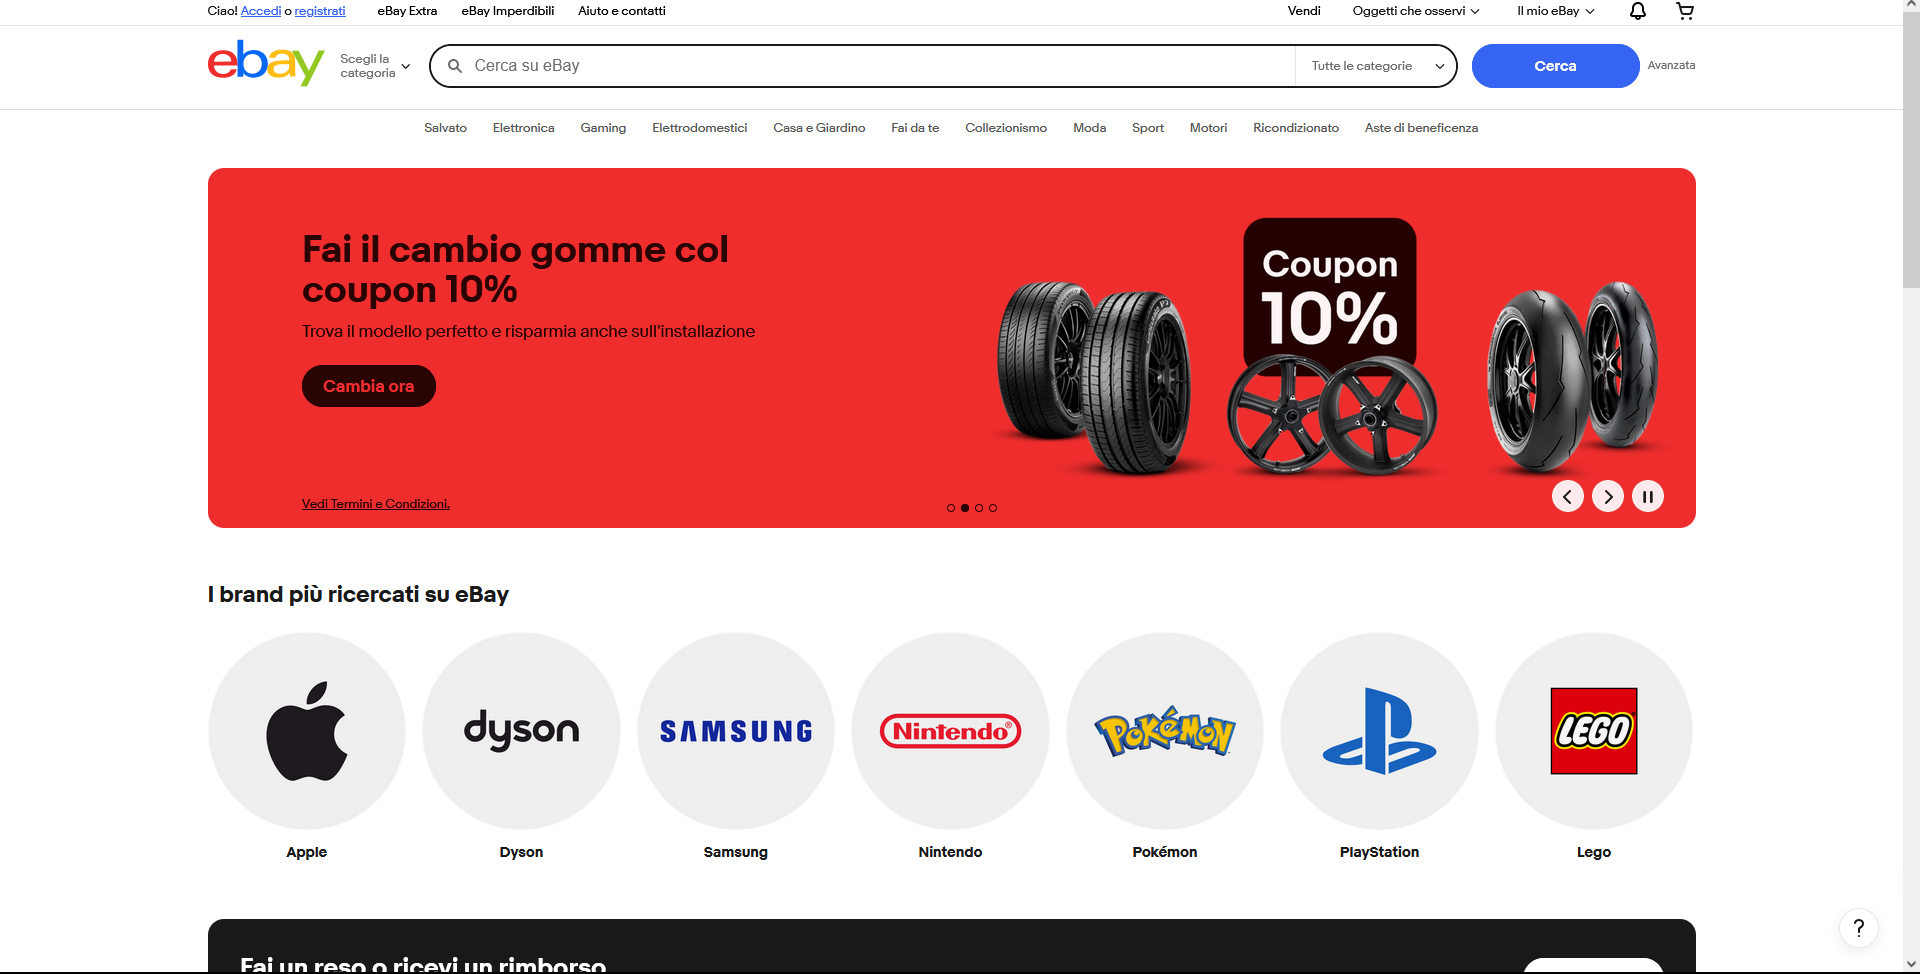 Ciao! Accedi o registrati eBay Extra eBay Imperdibili Aiuto e contatti Vendi Oggetti che osservi Il mio eBay
ebay
Scegli la
categoria
Cerca su eBay Tutte le categorie Cerca Avanzata
Salvato Elettronica Gaming Elettrodomestici Casa e Giardino Fai da te Collezionismo Moda Sport Motori Ricondizionato Aste di beneficenza
Fai il cambio gomme col
coupon 10%
Trova il modello perfetto e risparmia anche sull'installazione
Cambia ora
Vedi Termini e Condizioni.
Coupon
10%
I brand più ricercati su eBay
dyson SAMSUNG Nintendo® POKéMON LEGO
Apple Dyson Samsung Nintendo Pokémon PlayStation Lego
Fai un reso o ricevi un rimborso
?